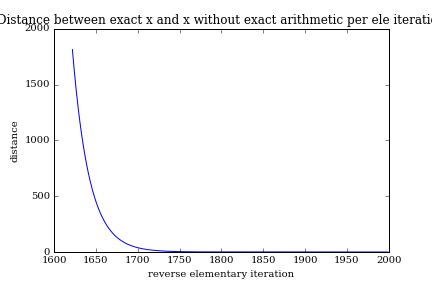 Distance between exact x and x without exact arithmetic per ele
2000
1500
1000
500
0
distance
1600 1650 1700 1750 1800 1850 1900 1950 2000
reverse elementary iteration